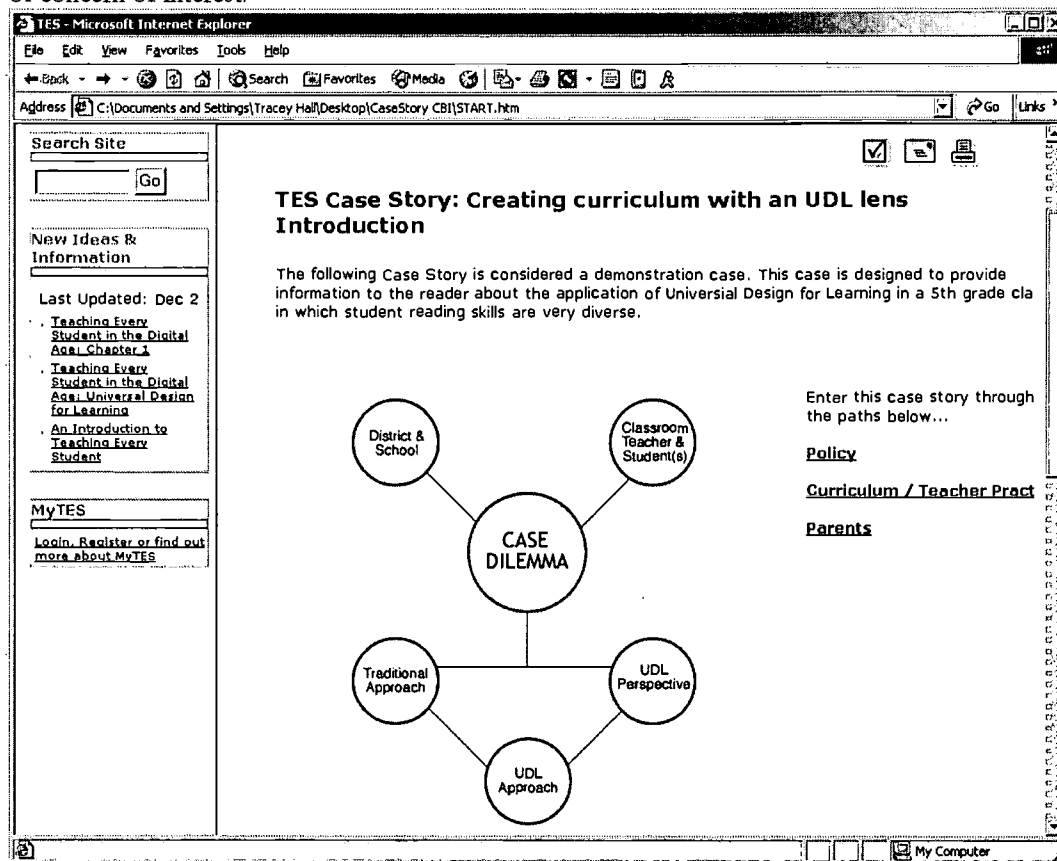 TES - Microsoft Internet Explorer
File Edit View Favorites Tools Help
Back Search Favorites Media
Address C:\Documents and Settings\Tracey Hall\Desktop\CaseStory CBI\START.htm Go Links
Search Site
Go
New Ideas &
Information
Last Updated: Dec 2
Teaching Every
Student in the Digital
Age: Chapter 1
Teaching Every
Student in the Digital
Age: Universal Design
for Learning
An Introduction to
Teaching Every
Student
MyTES
Login, Register or find out
more about MyTES
TES Case Story: Creating curriculum with an UDL lens
Introduction
The following Case Story is considered a demonstration case. This case is designed to provide
information to the reader about the application of Universial Design for Learning in a 5th grade cla
in which student reading skills are very diverse.
District &
School
Classroom
Teacher &
Student(s)
CASE
DILEMMA
Traditional
Approach
UDL
Perspective
UDL
Approach
Enter this case story through
the paths below...
Policy
Curriculum / Teacher Pract
Parents
My Computer